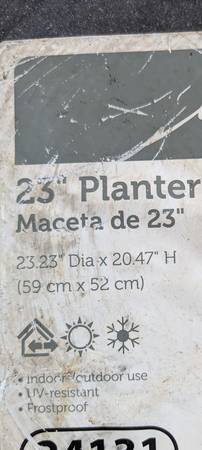 23" Planter
Maceta de 23"
23.23" Dia x 20.47" H
(59 cm x 52 cm)
• Indoor/outdoor use
• UV-resistant
• Frostproof
24131